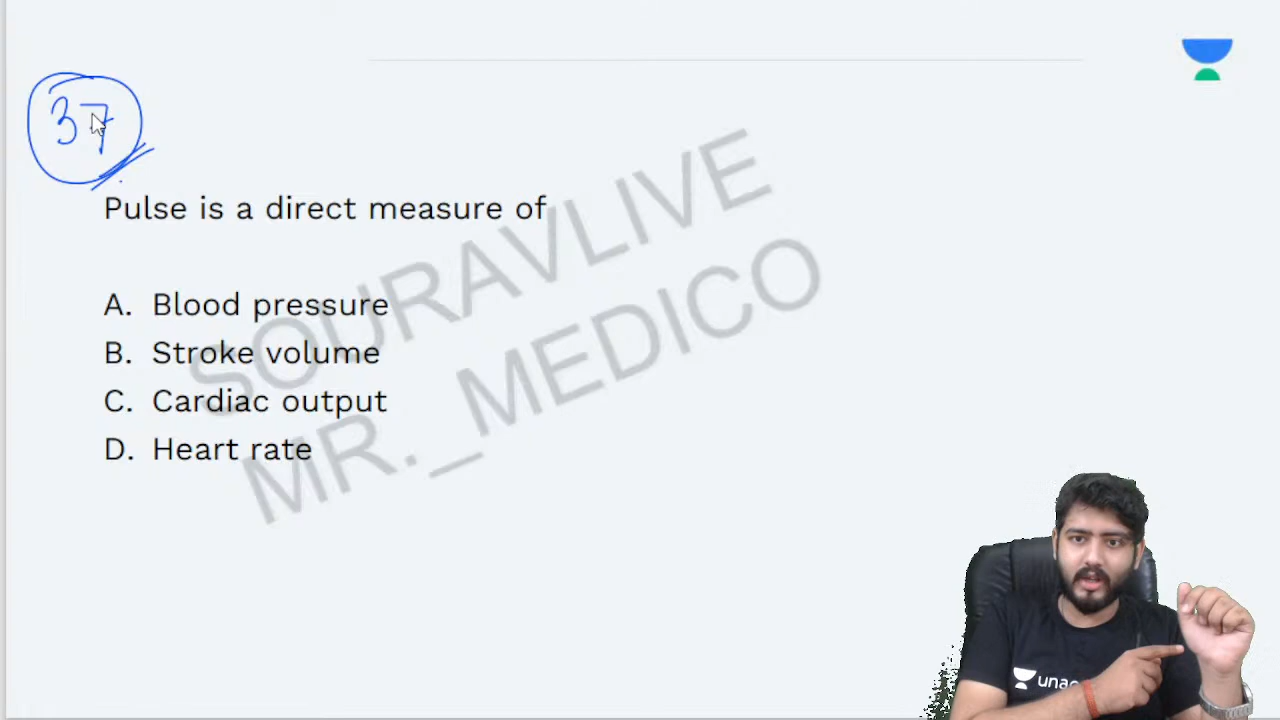 37
Pulse is a direct measure of
A. Blood pressure
B. Stroke volume
C. Cardiac output
D. Heart rate
SOURAVLIVE
MR._MEDICO